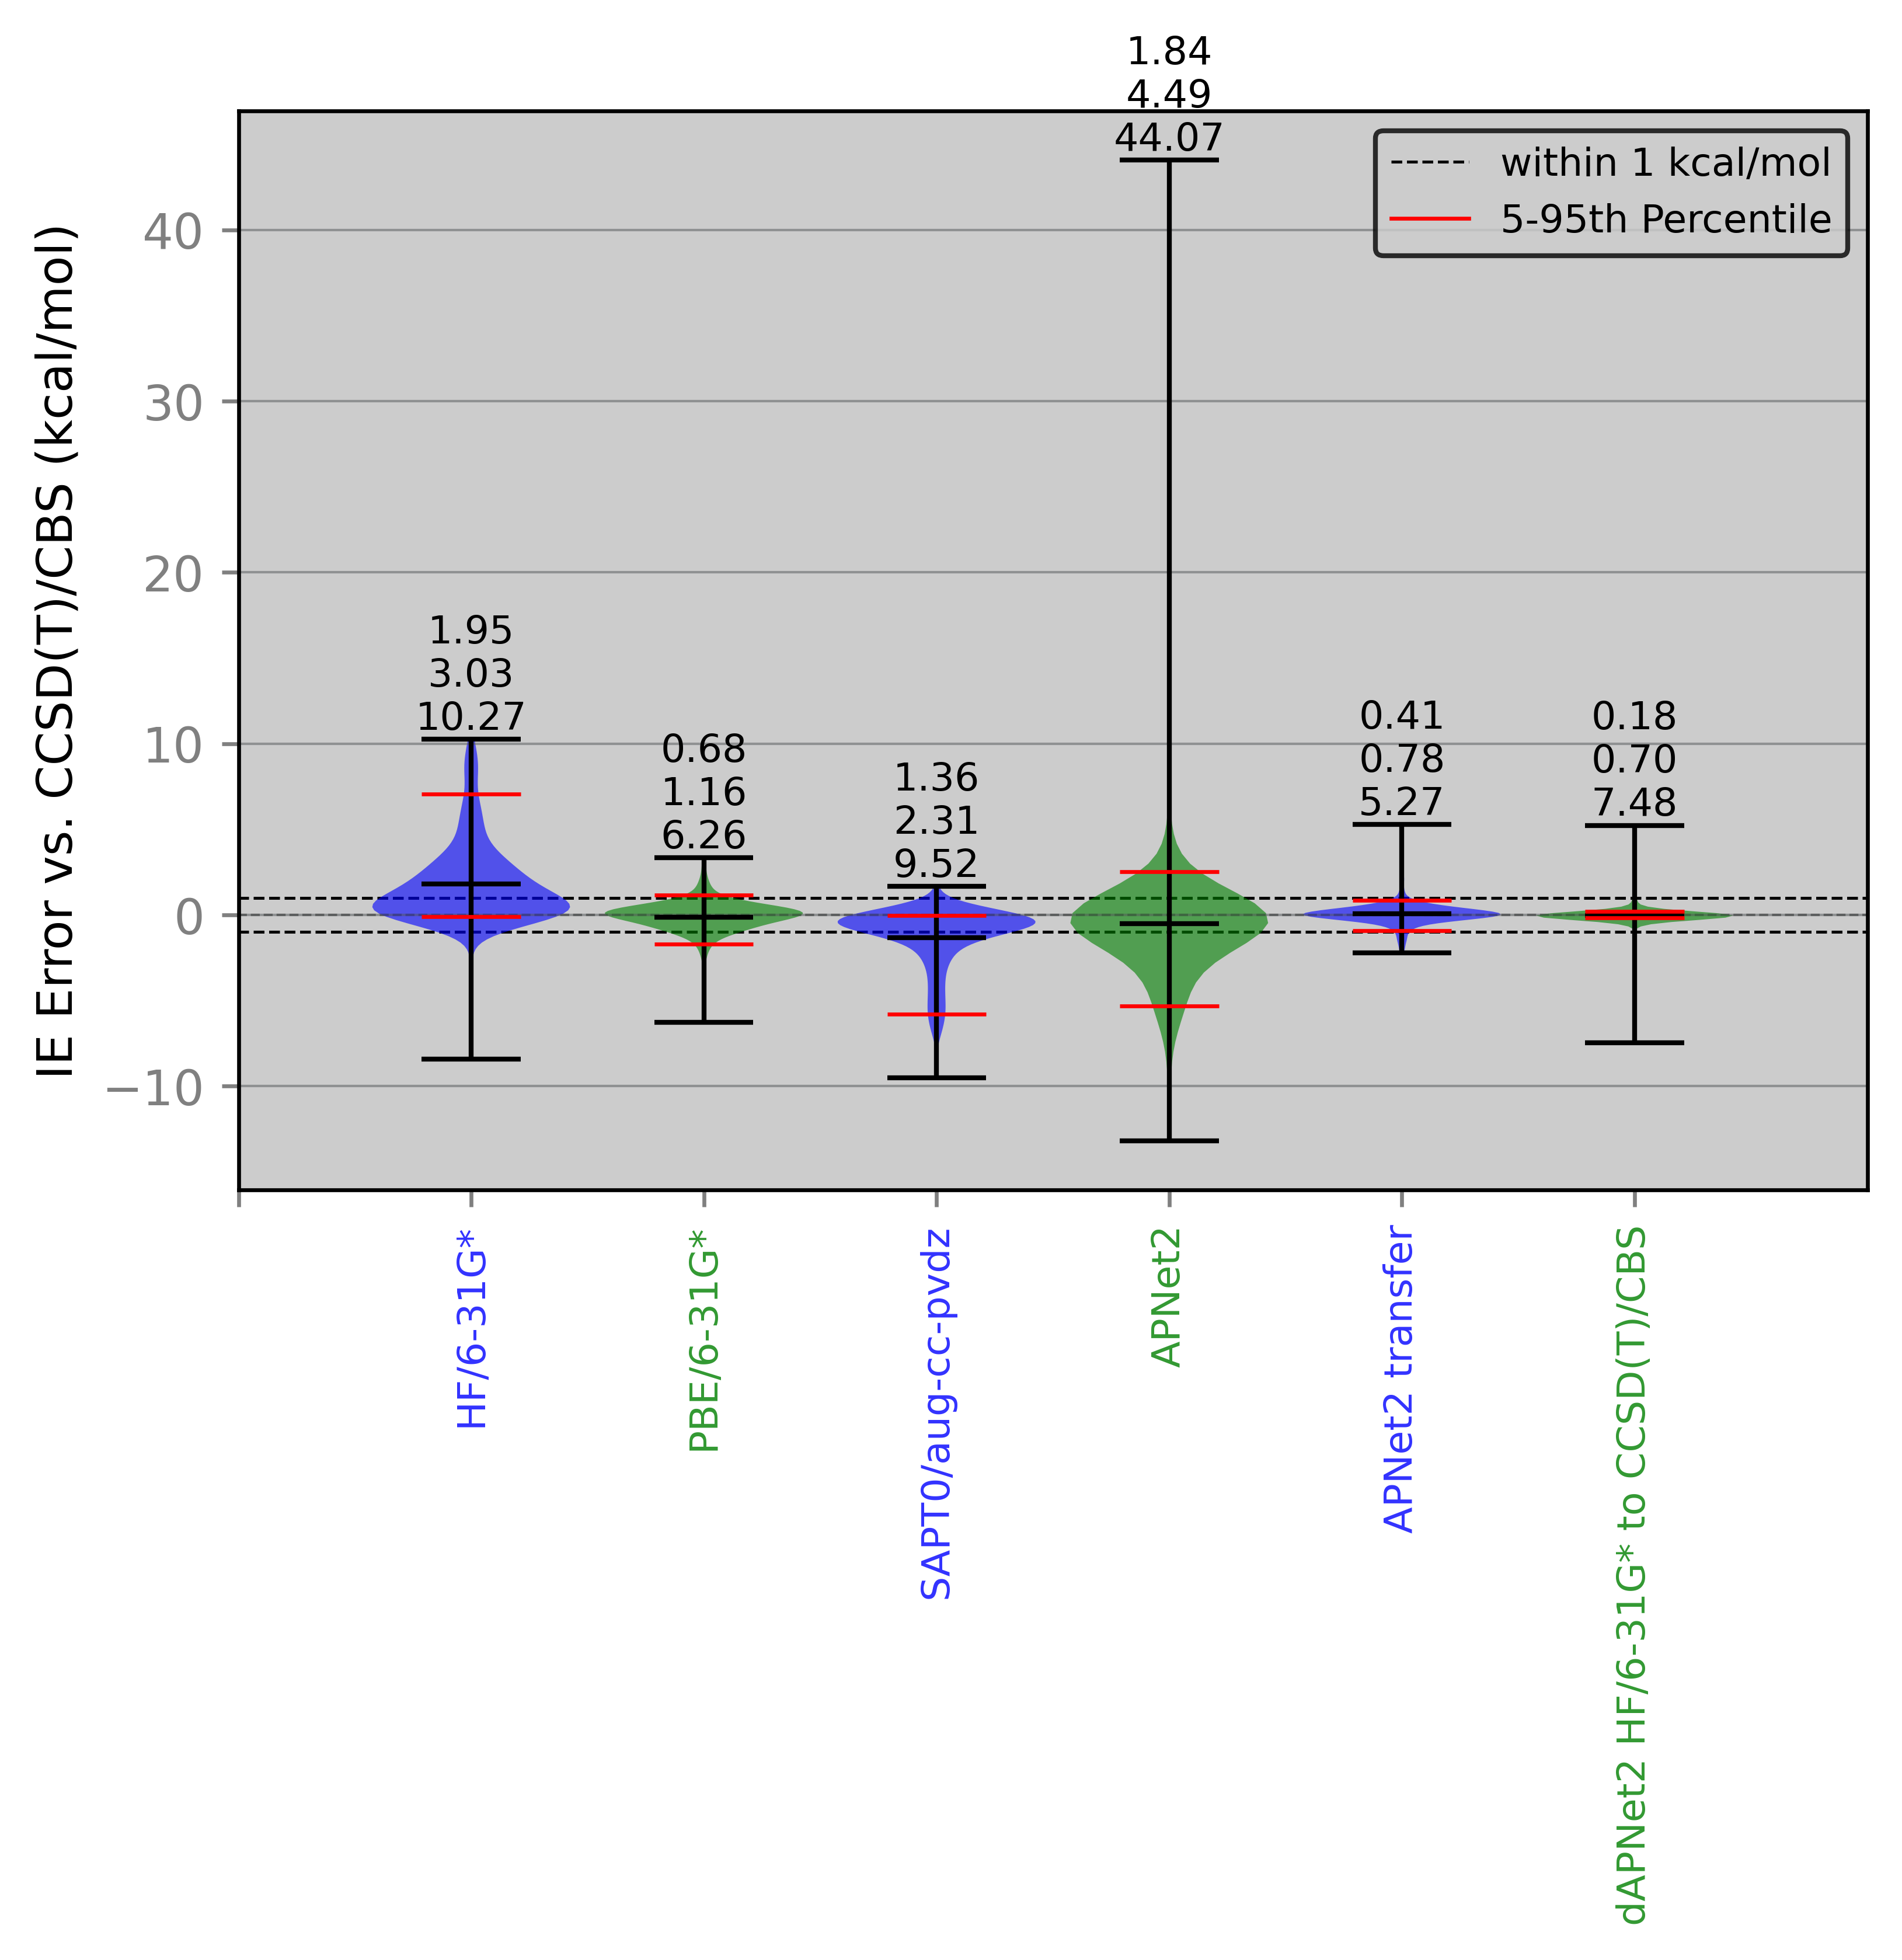 1.84
4.49
44.07
within 1 kcal/mol
5-95th Percentile
IE Error vs. CCSD(T)/CBS (kcal/mol)
40
30
20
10
0
−10
1.95
3.03
10.27
0.68
1.16
6.26
1.36
2.31
9.52
0.41
0.78
5.27
0.18
0.70
7.48
HF/6-31G*
PBE/6-31G*
SAPT0/aug-cc-pvdz
APNet2
APNet2 transfer
dAPNet2 HF/6-31G* to CCSD(T)/CBS